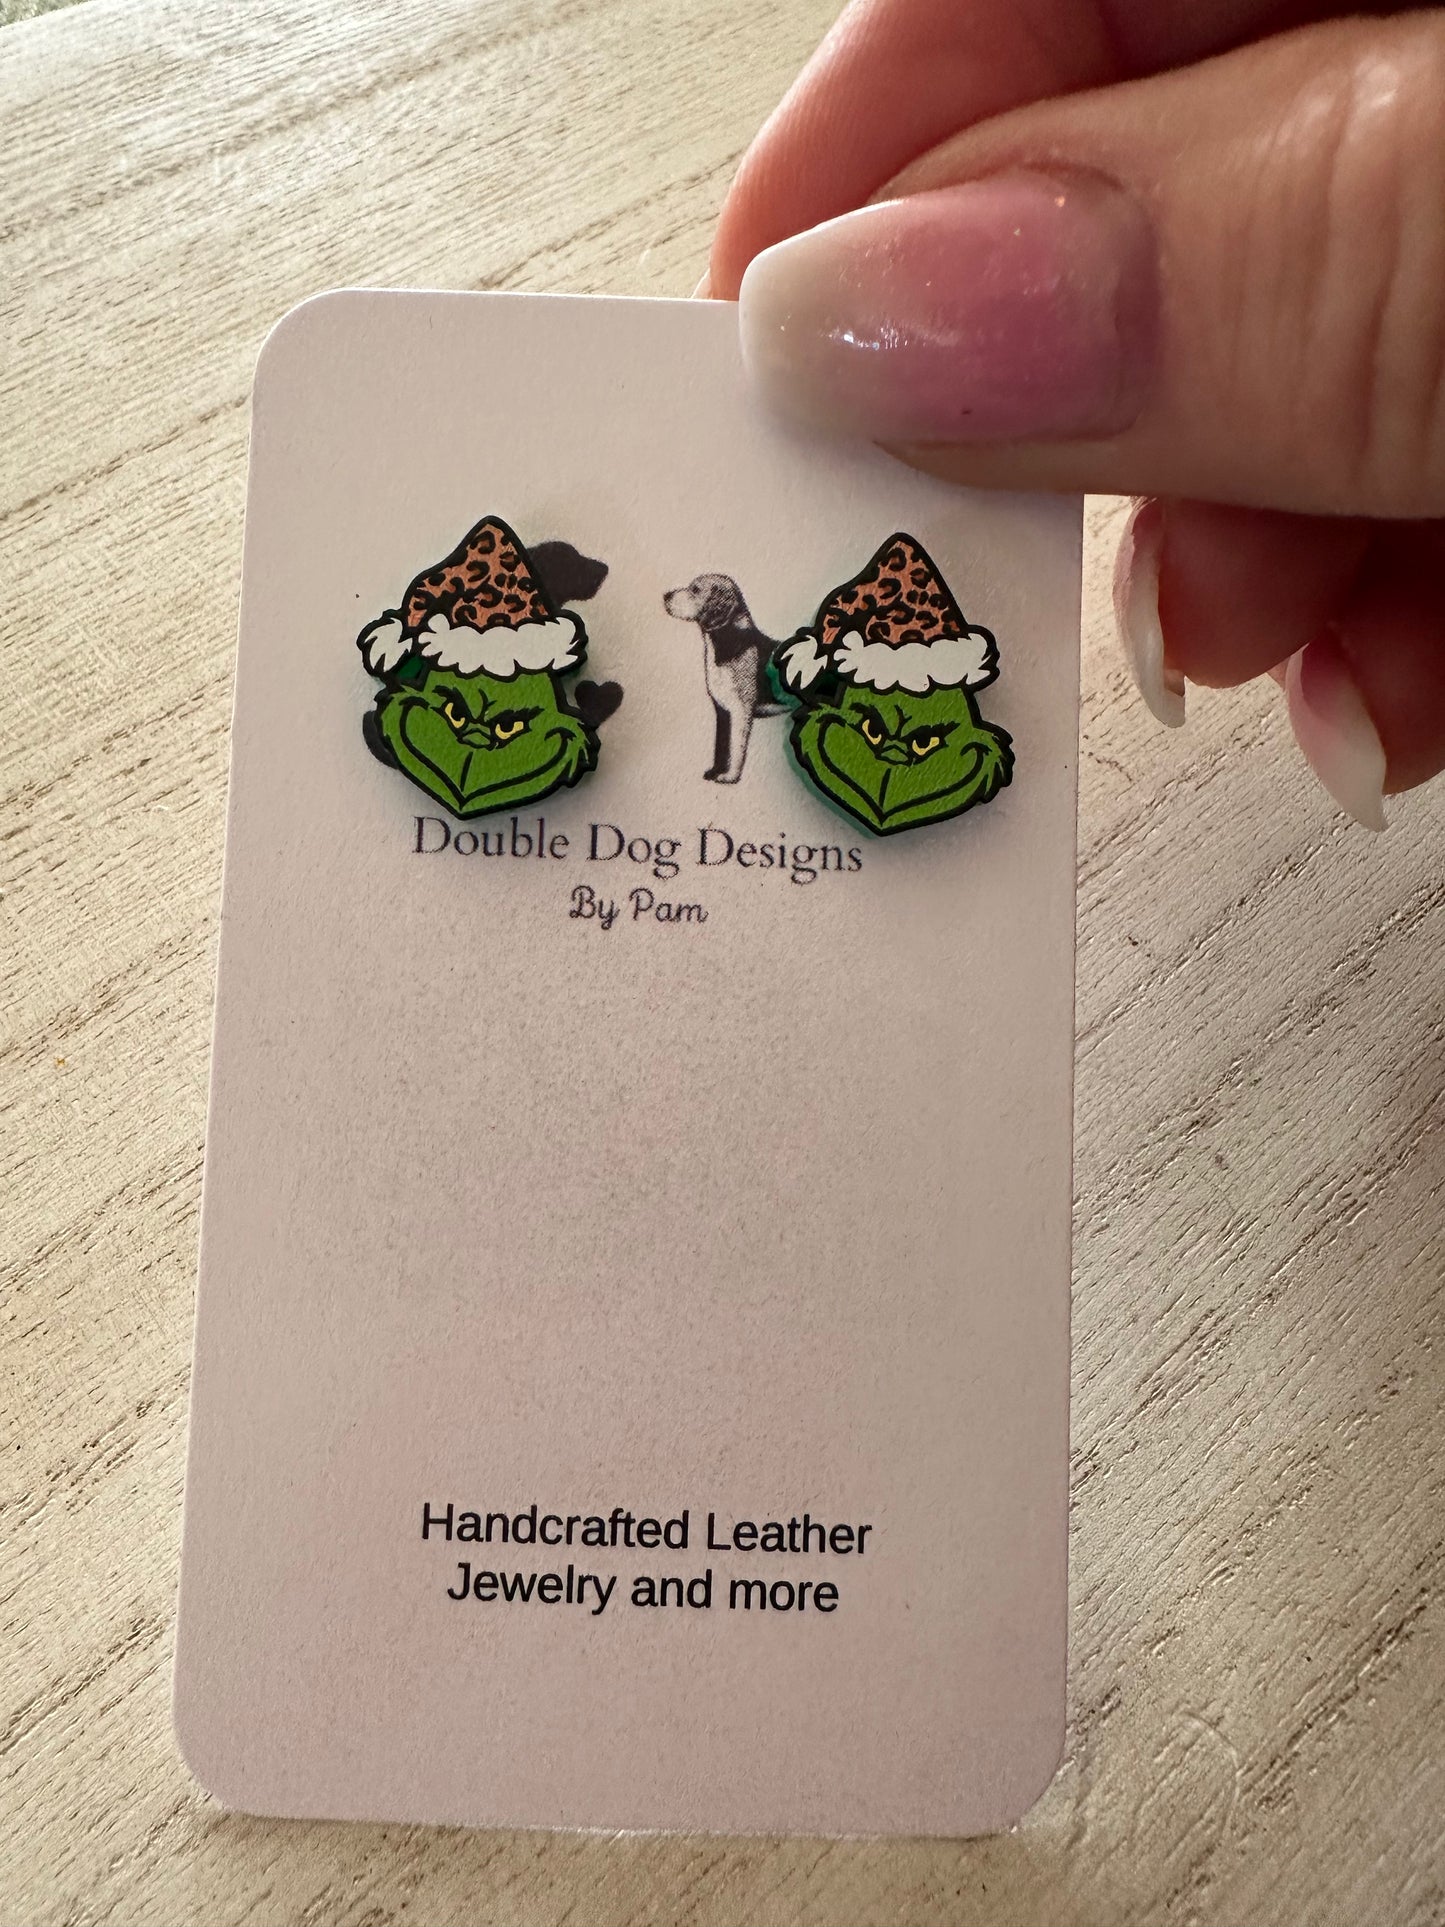 Double Dog Designs
By Pam
Handcrafted Leather
Jewelry and more